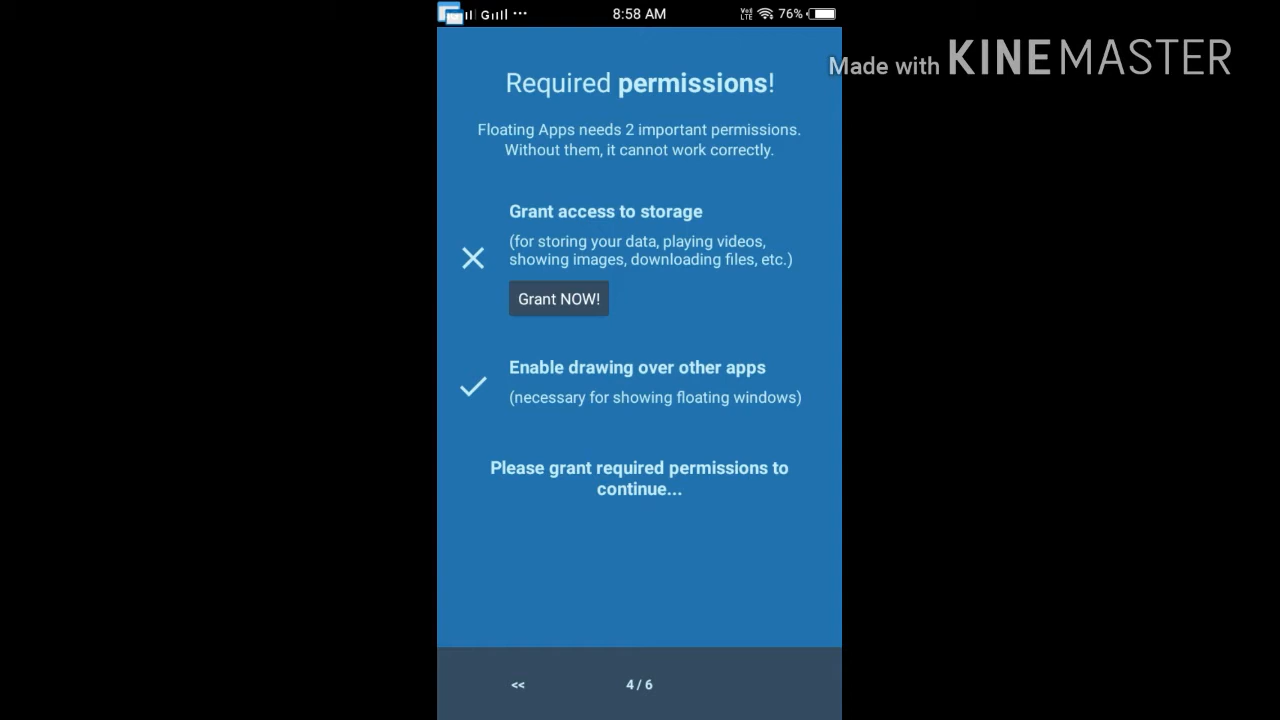 8:58 AM
76%
Made with KINEMASTER
Required permissions!
Floating Apps needs 2 important permissions.
Without them, it cannot work correctly.
Grant access to storage
(for storing your data, playing videos,
showing images, downloading files, etc.)
Grant NOW!
Enable drawing over other apps
(necessary for showing floating windows)
Please grant required permissions to
continue...
<< 4 / 6